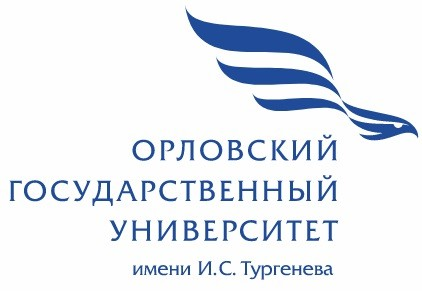 ОРЛОВСКИЙ
ГОСУДАРСТВЕННЫЙ
УНИВЕРСИТЕТ
имени И.С. Тургенева